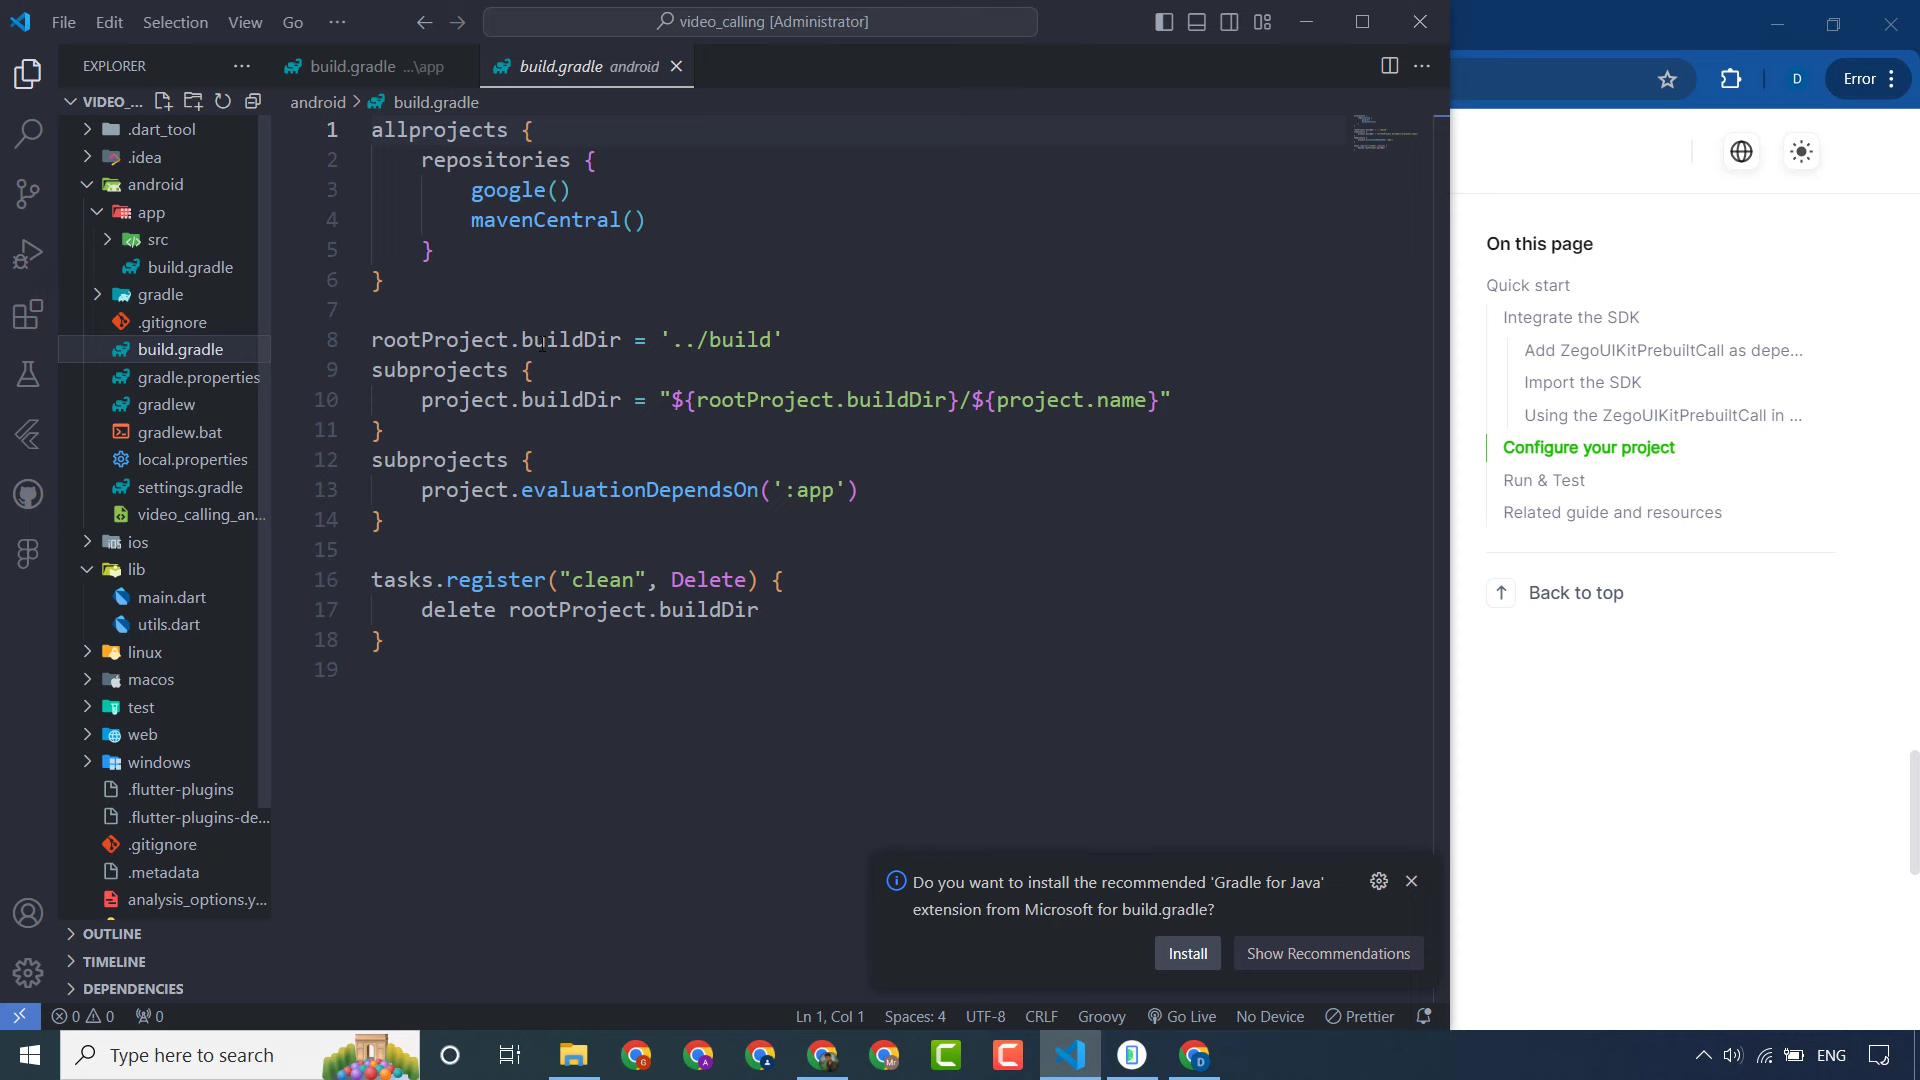 File Edit Selection View Go ···
video_calling [Administrator]
EXPLORER
build.gradle ...\app
build.gradle android
VIDEO_...
android > build.gradle
.dart_tool
.idea
android
app
src
build.gradle
gradle
.gitignore
build.gradle
gradle.properties
gradlew
gradlew.bat
local.properties
settings.gradle
video_calling_an...
ios
lib
main.dart
utils.dart
linux
macos
test
web
windows
.flutter-plugins
.flutter-plugins-de...
.gitignore
.metadata
analysis_options.y...
OUTLINE
TIMELINE
DEPENDENCIES
1 allprojects {
2 repositories {
3 google()
4 mavenCentral()
5 }
6 }
7
8 rootProject.buildDir = '../build'
9 subprojects {
10 project.buildDir = "${rootProject.buildDir}/${project.name}"
11 }
12 subprojects {
13 project.evaluationDependsOn(':app')
14 }
15
16 tasks.register("clean", Delete) {
17 delete rootProject.buildDir
18 }
19
Do you want to install the recommended 'Gradle for Java'
extension from Microsoft for build.gradle?
Install
Show Recommendations
0 0 0
Ln 1, Col 1 Spaces: 4 UTF-8 CRLF Groovy Go Live No Device Prettier
D
Error
On this page
Quick start
Integrate the SDK
Add ZegoUIKitPrebuiltCall as depe...
Import the SDK
Using the ZegoUIKitPrebuiltCall in ...
Configure your project
Run & Test
Related guide and resources
Back to top
Type here to search
ENG